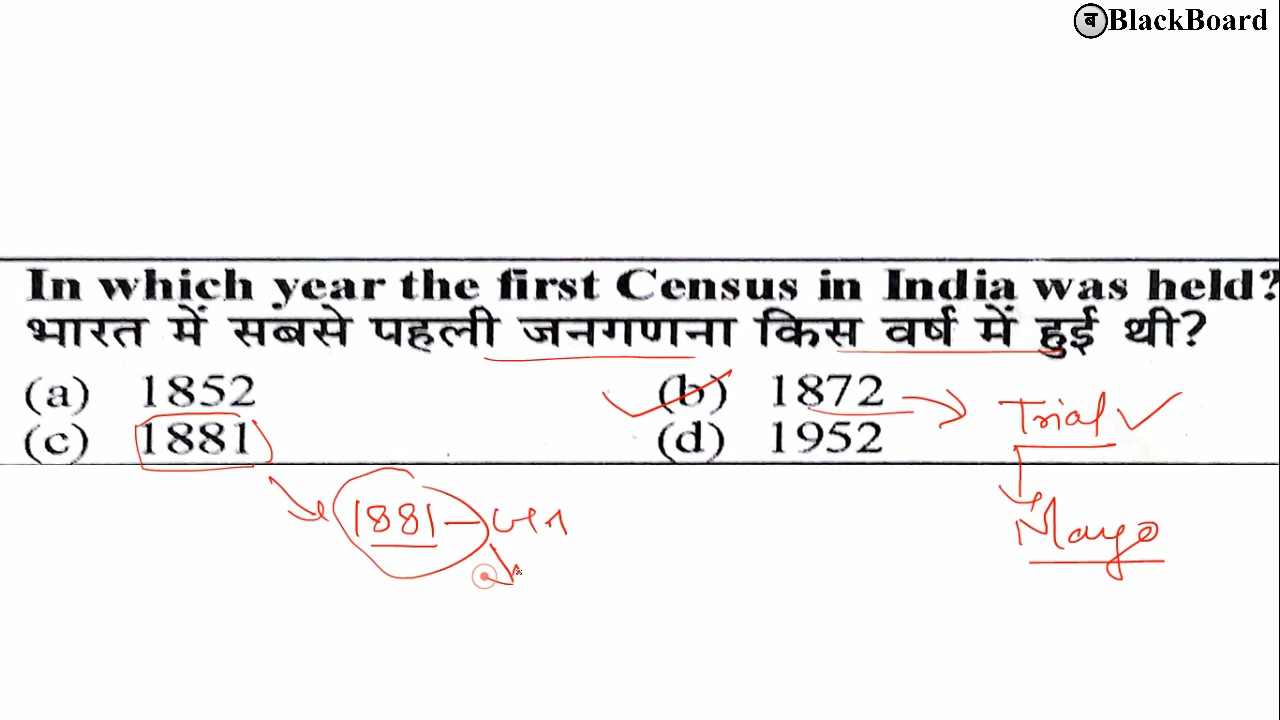 ब BlackBoard
In which year the first Census in India was held?
भारत में सबसे पहली जनगणना किस वर्ष में हुई थी?
(a) 1852 (b) 1872 → Trial ✓
(c) 1881 (d) 1952
1881 –
Mayo